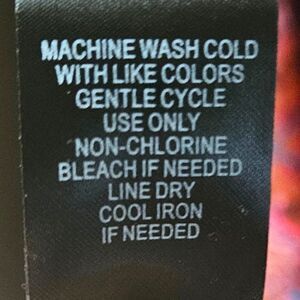 MACHINE WASH COLD
WITH LIKE COLORS
GENTLE CYCLE
USE ONLY
NON-CHLORINE
BLEACH IF NEEDED
LINE DRY
COOL IRON
IF NEEDED